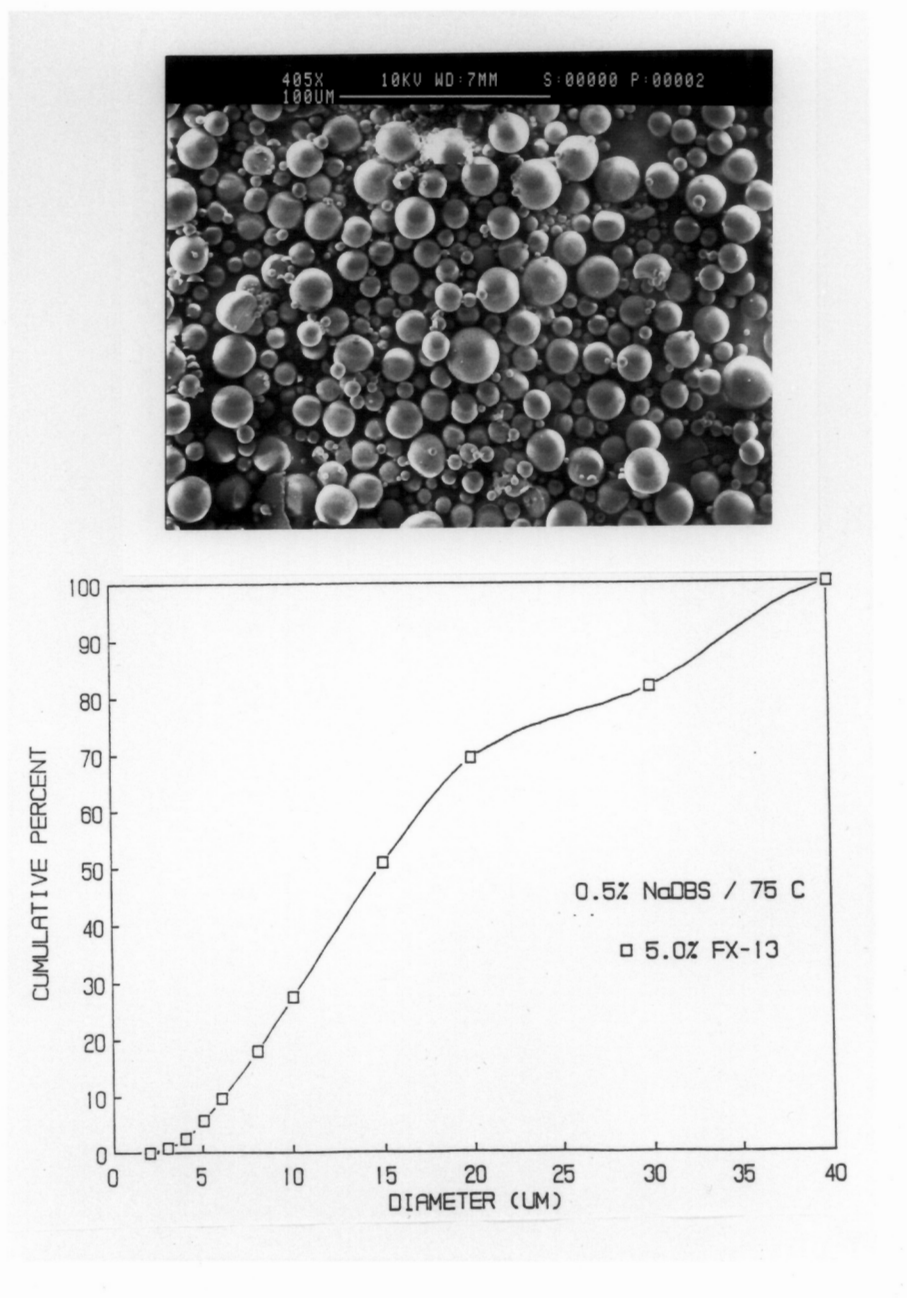 405X 10KV WD:7MM S:00000 P:00002
100UM
100
90
80
70
60
50
40
30
20
10
0
CUMULATIVE PERCENT
0.5% NaDBS / 75 C
5.0% FX-13
0 5 10 15 20 25 30 35 40
DIAMETER (UM)